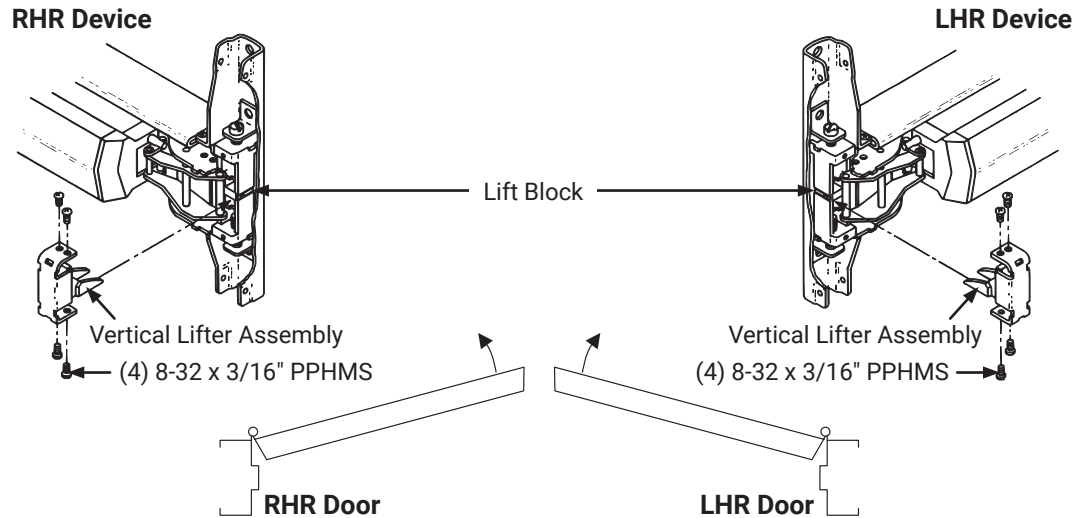 RHR Device
LHR Device
Lift Block
Vertical Lifter Assembly
(4) 8-32 x 3/16" PPHMS
Vertical Lifter Assembly
(4) 8-32 x 3/16" PPHMS
RHR Door
LHR Door